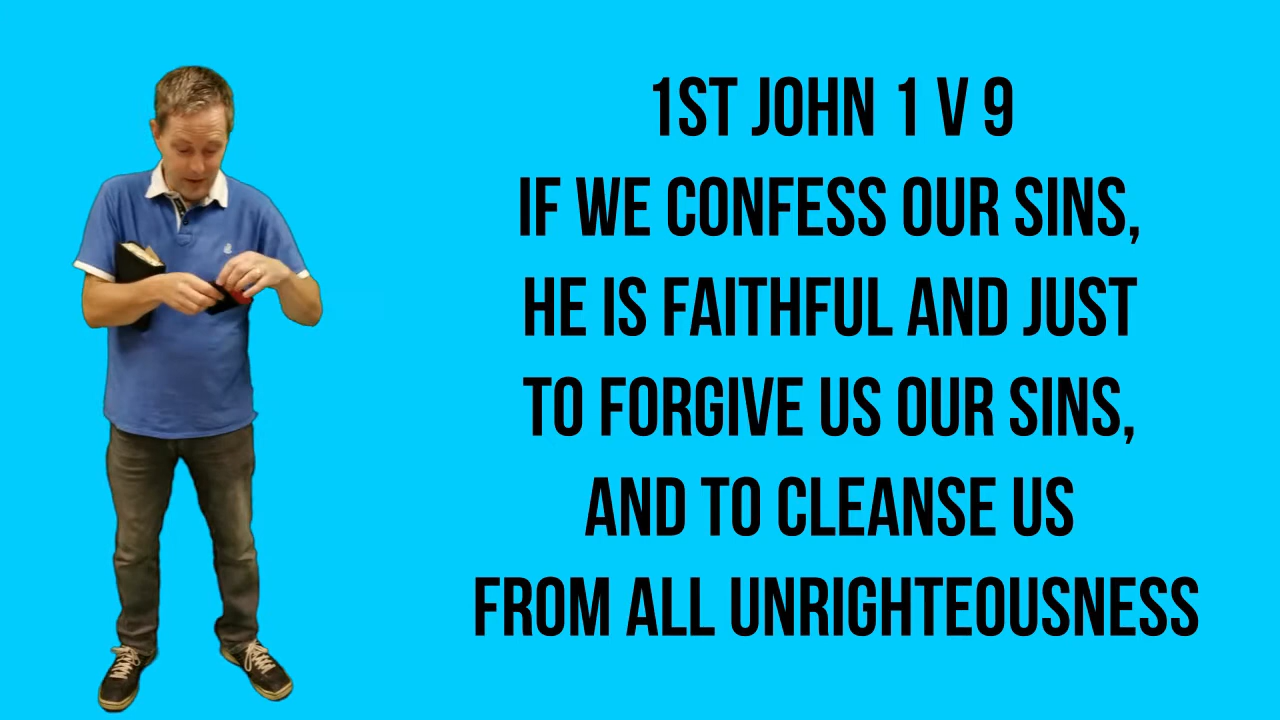 1ST JOHN 1 V 9
IF WE CONFESS OUR SINS,
HE IS FAITHFUL AND JUST
TO FORGIVE US OUR SINS,
AND TO CLEANSE US
FROM ALL UNRIGHTEOUSNESS